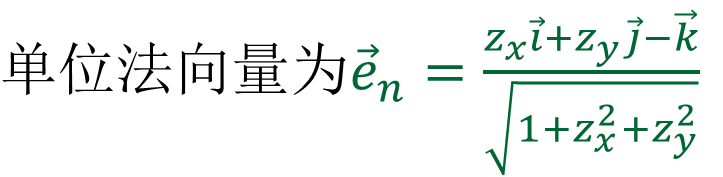 单位法向量为$\vec{e}_n = \frac{z_x\vec{i}+z_y\vec{j}-\vec{k}}{\sqrt{1+z_x^2+z_y^2}}$